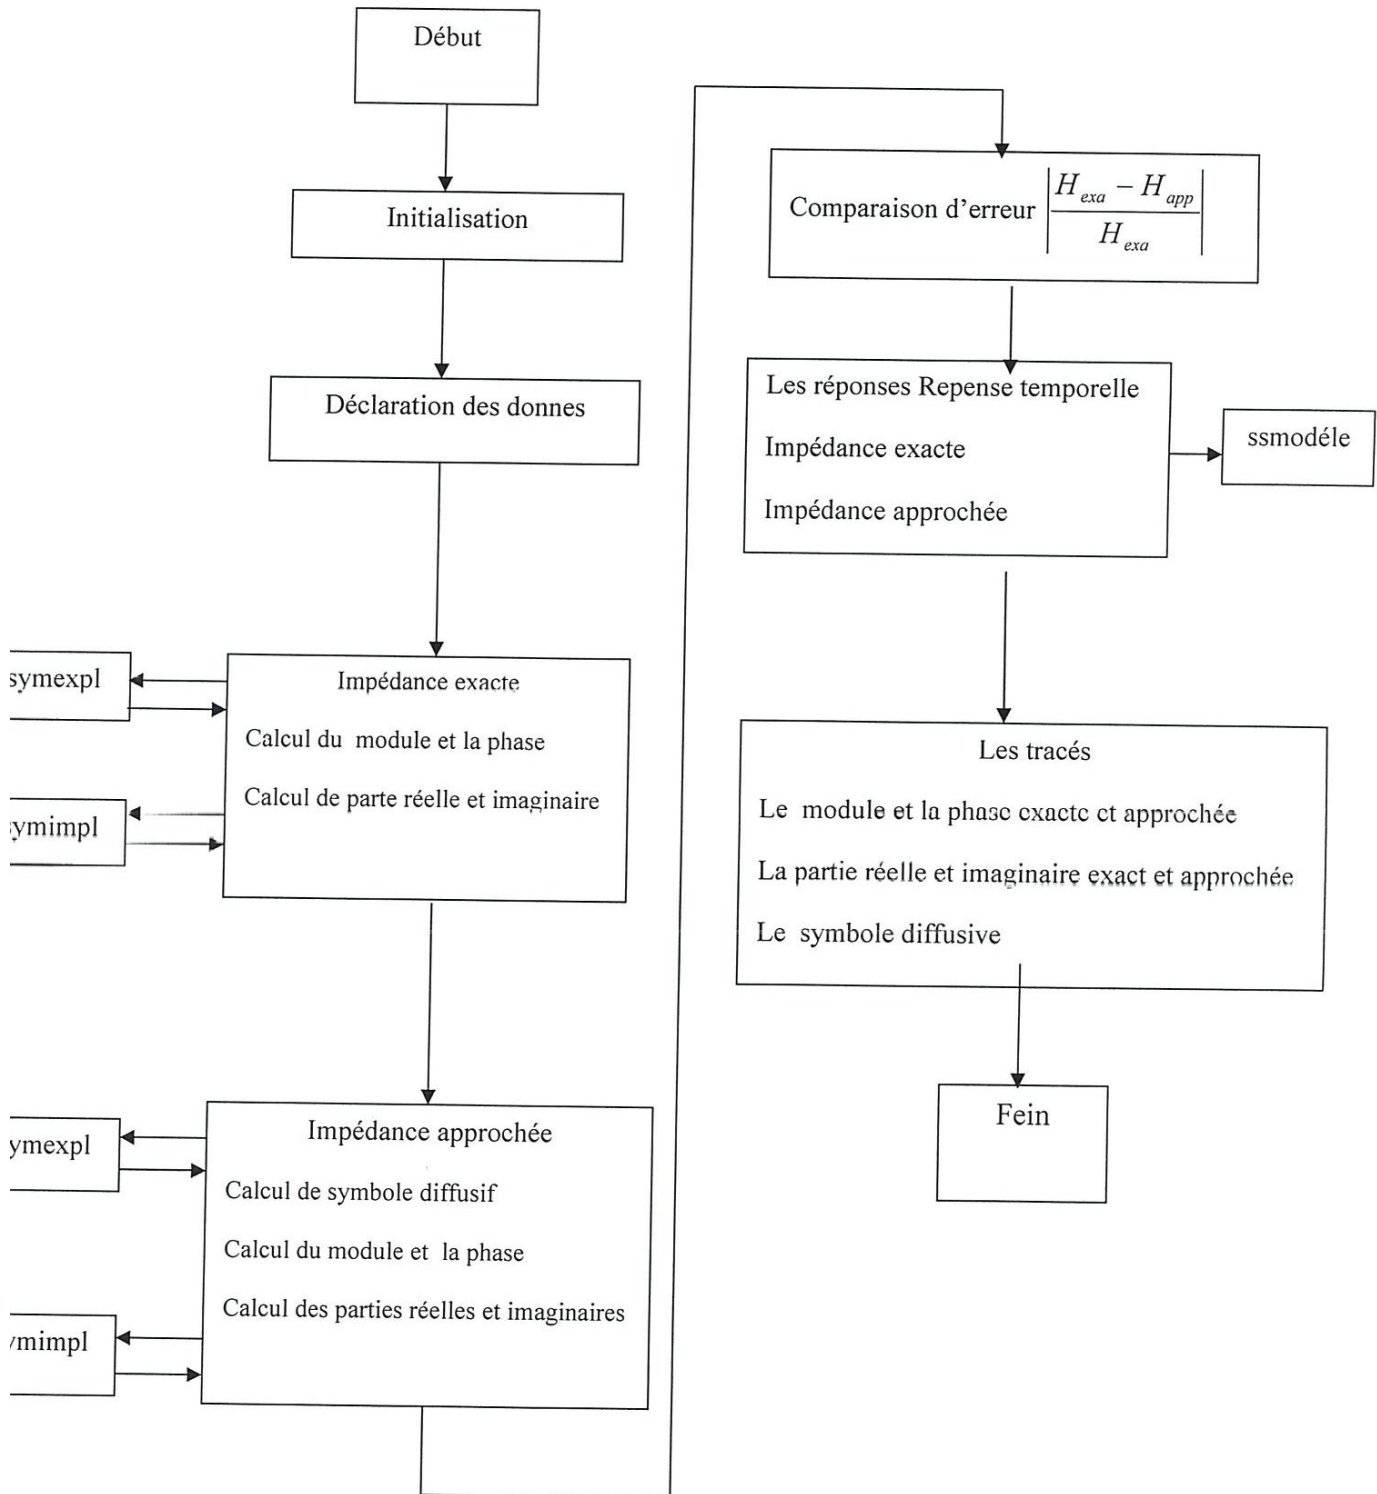 Début
Initialisation
Déclaration des donnes
symexpl
Impédance exacte
Calcul du module et la phase
Calcul de parte réelle et imaginaire
ymimpl
ymexpl
Impédance approchée
Calcul de symbole diffusif
Calcul du module et la phase
Calcul des parties réelles et imaginaires
ymimpl
Comparaison d'erreur |H_exa − H_app / H_exa|
Les réponses Repense temporelle
Impédance exacte
Impédance approchée
ssmodéle
Les tracés
Le module et la phase exacte et approchée
La partie réelle et imaginaire exact et approchée
Le symbole diffusive
Fein